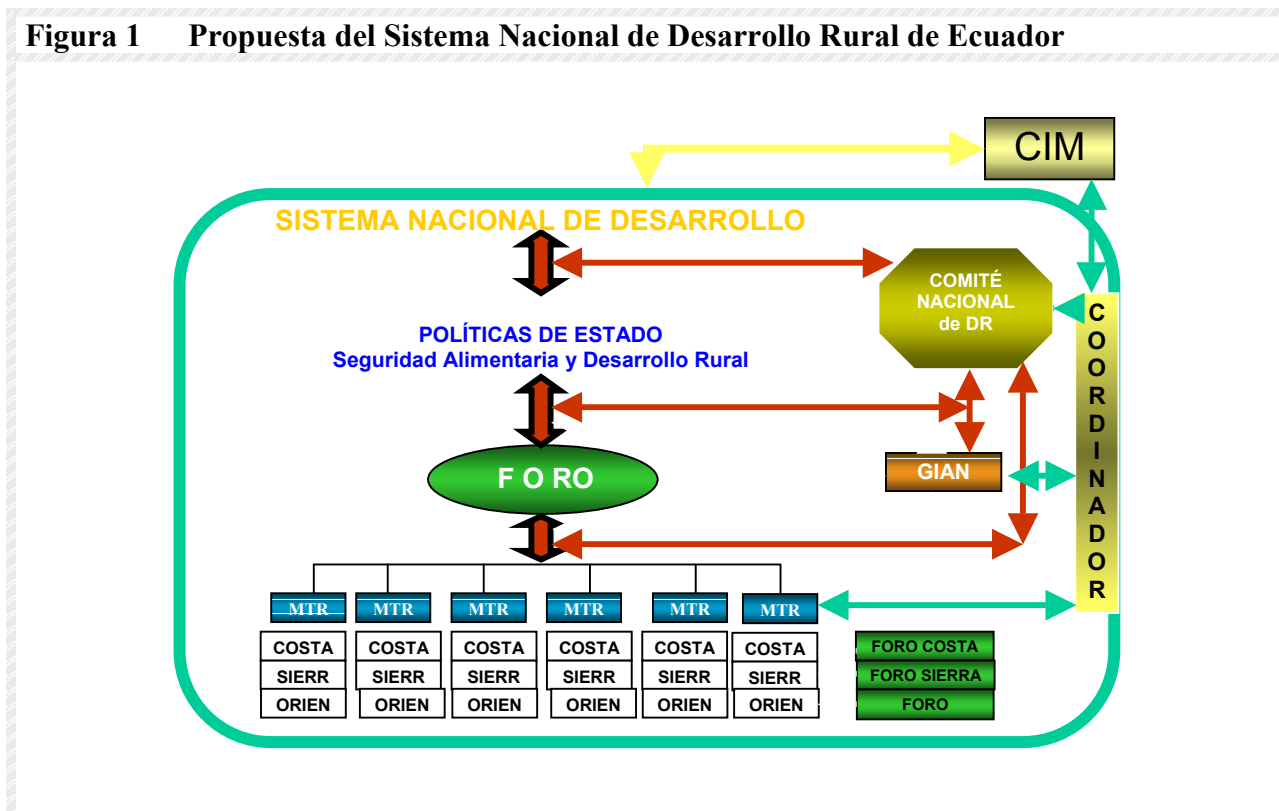 Figura 1 Propuesta del Sistema Nacional de Desarrollo Rural de Ecuador
CIM
SISTEMA NACIONAL DE DESARROLLO
COMITÉ
NACIONAL
de DR
COORDINADOR
POLÍTICAS DE ESTADO
Seguridad Alimentaria y Desarrollo Rural
F O RO
GIAN
MTR MTR MTR MTR MTR MTR
COSTA COSTA COSTA COSTA COSTA COSTA FORO COSTA
SIERR SIERR SIERR SIERR SIERR SIERR FORO SIERRA
ORIEN ORIEN ORIEN ORIEN ORIEN ORIEN FORO